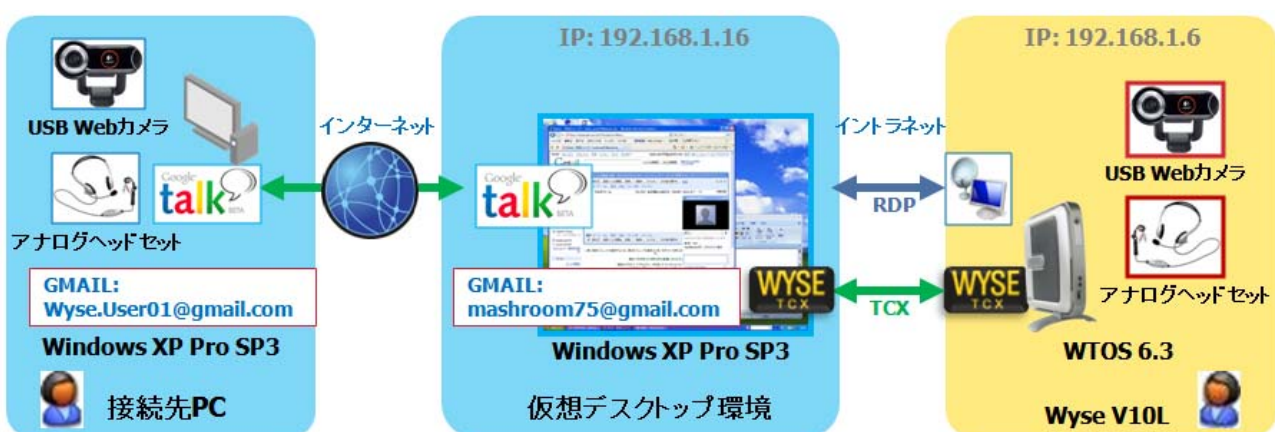 USB Webカメラ
アナログヘッドセット
Google
talk
BETA
GMAIL:
Wyse.User01@gmail.com
Windows XP Pro SP3
接続先PC
インターネット
IP: 192.168.1.16
Google
talk
BETA
GMAIL:
mashroom75@gmail.com
WYSE
TCX
Windows XP Pro SP3
仮想デスクトップ環境
イントラネット
RDP
TCX
IP: 192.168.1.6
USB Webカメラ
アナログヘッドセット
WYSE
TCX
WTOS 6.3
Wyse V10L